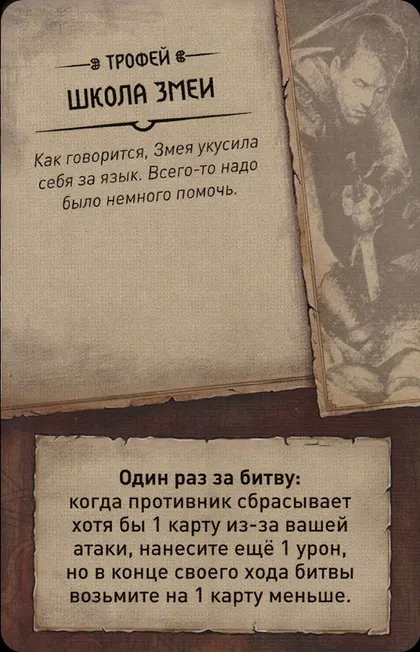 ТРОФЕЙ
ШКОЛА ЗМЕИ
Как говорится, Змея укусила
себя за язык. Всего-то надо
было немного помочь.
Один раз за битву:
когда противник сбрасывает
хотя бы 1 карту из-за вашей
атаки, нанесите ещё 1 урон,
но в конце своего хода битвы
возьмите на 1 карту меньше.